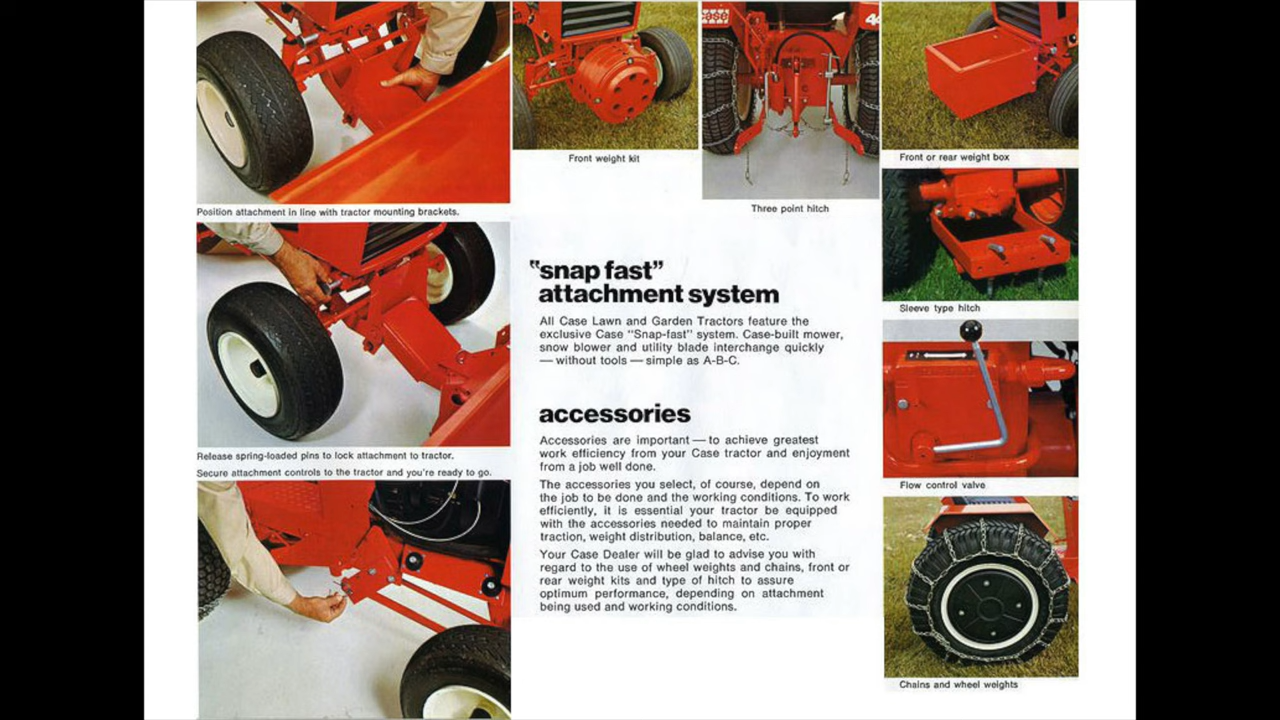 case
44
Front weight kit
Three point hitch
Front or rear weight box
Position attachment in line with tractor mounting brackets.
Sleeve type hitch
"snap fast"
attachment system
All Case Lawn and Garden Tractors feature the
exclusive Case "Snap-fast" system. Case-built mower,
snow blower and utility blade interchange quickly
— without tools — simple as A-B-C.
Release spring-loaded pins to lock attachment to tractor.
Secure attachment controls to the tractor and you're ready to go.
accessories
Accessories are important — to achieve greatest
work efficiency from your Case tractor and enjoyment
from a job well done.
The accessories you select, of course, depend on
the job to be done and the working conditions. To work
efficiently, it is essential your tractor be equipped
with the accessories needed to maintain proper
traction, weight distribution, balance, etc.
Your Case Dealer will be glad to advise you with
regard to the use of wheel weights and chains, front or
rear weight kits and type of hitch to assure
optimum performance, depending on attachment
being used and working conditions.
Flow control valve
Chains and wheel weights